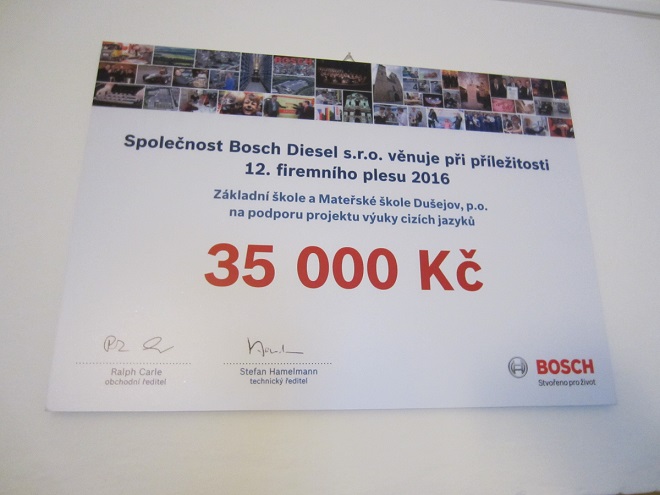 Společnost Bosch Diesel s.r.o. věnuje při příležitosti
12. firemního plesu 2016
Základní škole a Mateřské škole Dušejov, p.o.
na podporu projektu výuky cizích jazyků
35 000 Kč
Ralph Carle
obchodní ředitel
Stefan Hamelmann
technický ředitel
BOSCH
Stvořeno pro život